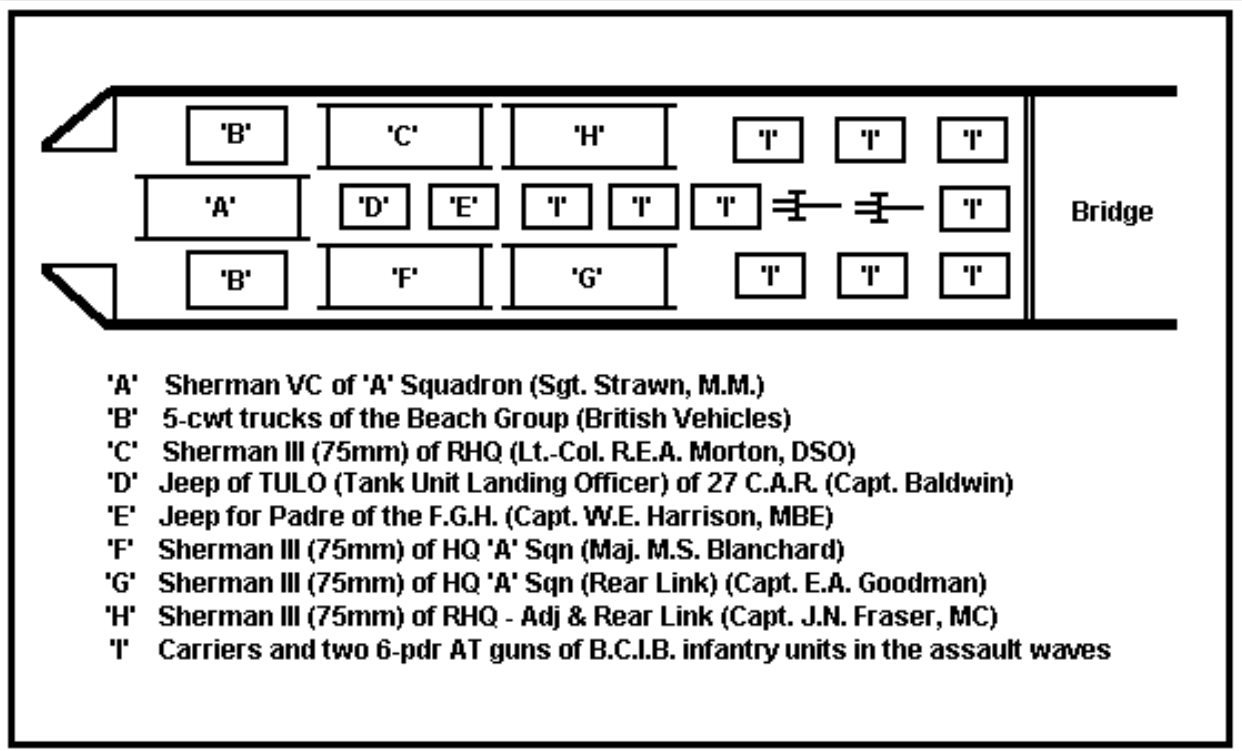 'B' 'C' 'H' 'I' 'I' 'I'
'A' 'D' 'E' 'I' 'I' 'I' 'I' Bridge
'B' 'F' 'G' 'I' 'I' 'I'
'A' Sherman VC of 'A' Squadron (Sgt. Strawn, M.M.)
'B' 5-cwt trucks of the Beach Group (British Vehicles)
'C' Sherman III (75mm) of RHQ (Lt.-Col. R.E.A. Morton, DSO)
'D' Jeep of TULO (Tank Unit Landing Officer) of 27 C.A.R. (Capt. Baldwin)
'E' Jeep for Padre of the F.G.H. (Capt. W.E. Harrison, MBE)
'F' Sherman III (75mm) of HQ 'A' Sqn (Maj. M.S. Blanchard)
'G' Sherman III (75mm) of HQ 'A' Sqn (Rear Link) (Capt. E.A. Goodman)
'H' Sherman III (75mm) of RHQ - Adj & Rear Link (Capt. J.N. Fraser, MC)
'I' Carriers and two 6-pdr AT guns of B.C.I.B. infantry units in the assault waves